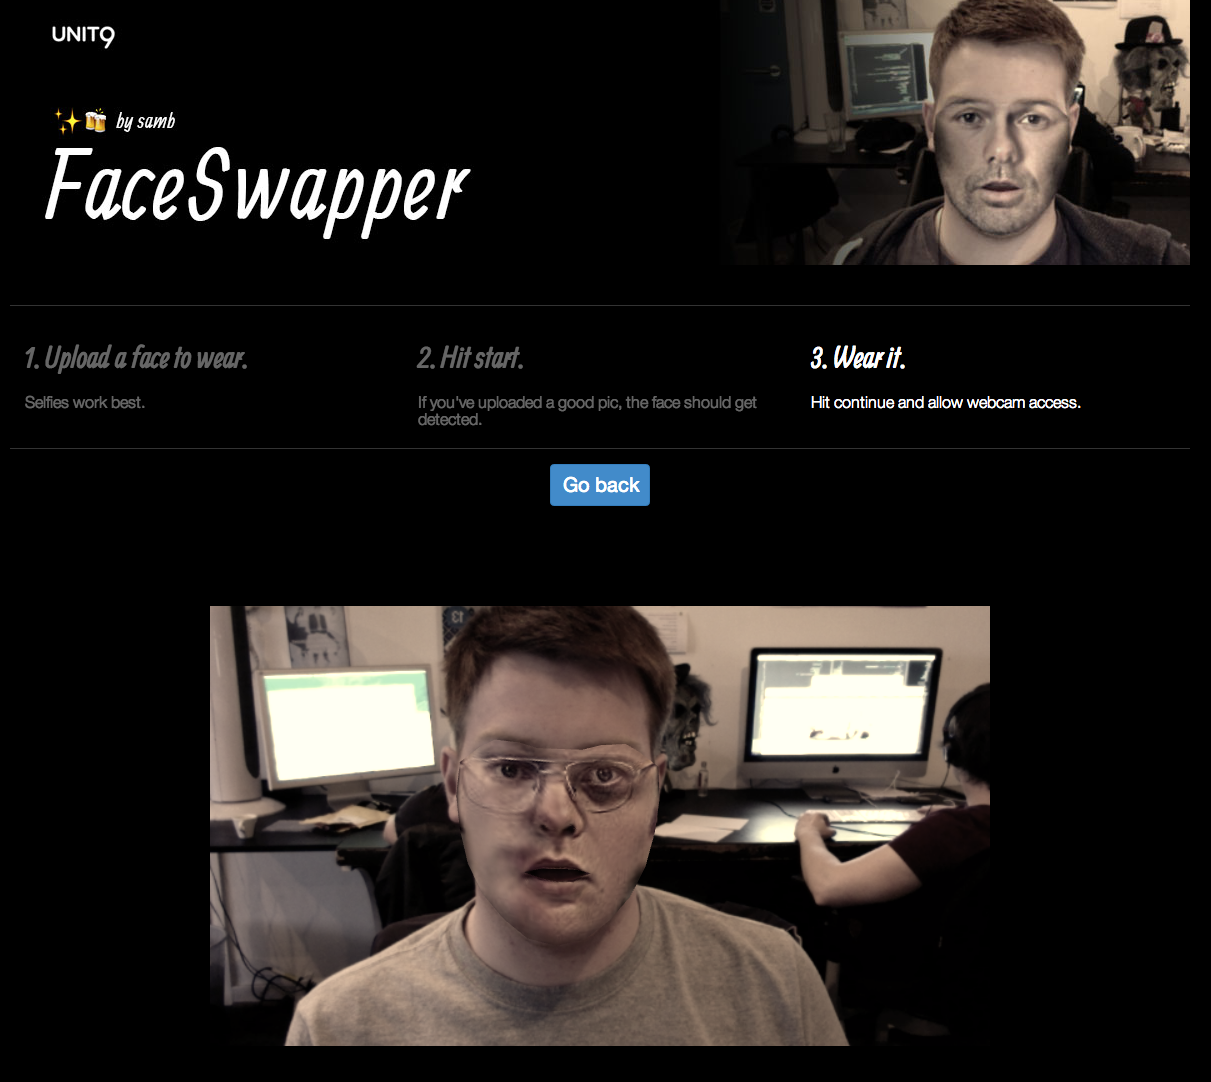 UNIT9
✨🍻 by samb
FaceSwapper
1. Upload a face to wear.
Selfies work best.
2. Hit start.
If you've uploaded a good pic, the face should get
detected.
3. Wear it.
Hit continue and allow webcam access.
Go back
13